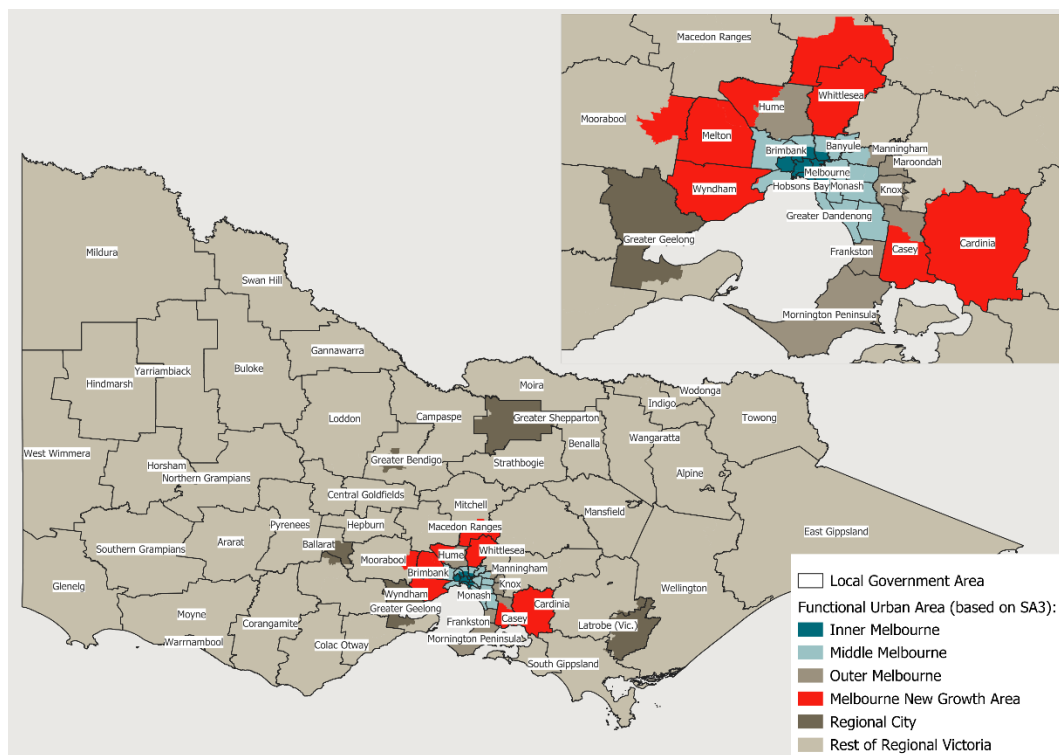 Macedon Ranges
Whittlesea
Hume
Moorabool
Melton
Brimbank
Banyule
Manningham
Maroondah
Melbourne
Wyndham
Hobsons Bay
Monash
Knox
Greater Dandenong
Greater Geelong
Frankston
Casey
Cardinia
Mornington Peninsula
Mildura
Swan Hill
Gannawarra
Yarriambiack
Buloke
Hindmarsh
Moira
Wodonga
Indigo
Towong
Loddon
Campaspe
Greater Shepparton
Wangaratta
Benalla
West Wimmera
Greater Bendigo
Strathbogie
Horsham
Northern Grampians
Alpine
Central Goldfields
Mitchell
Mansfield
Pyrenees
Hepburn
Macedon Ranges
East Gippsland
Southern Grampians
Ararat
Ballarat
Moorabool
Hume
Whittlesea
Glenelg
Brimbank
Manningham
Knox
Wellington
Wyndham
Monash
Cardinia
Moyne
Corangamite
Greater Geelong
Frankston
Casey
Latrobe (Vic.)
Warrnambool
Colac Otway
Mornington Peninsula
South Gippsland
Local Government Area
Functional Urban Area (based on SA3):
Inner Melbourne
Middle Melbourne
Outer Melbourne
Melbourne New Growth Area
Regional City
Rest of Regional Victoria